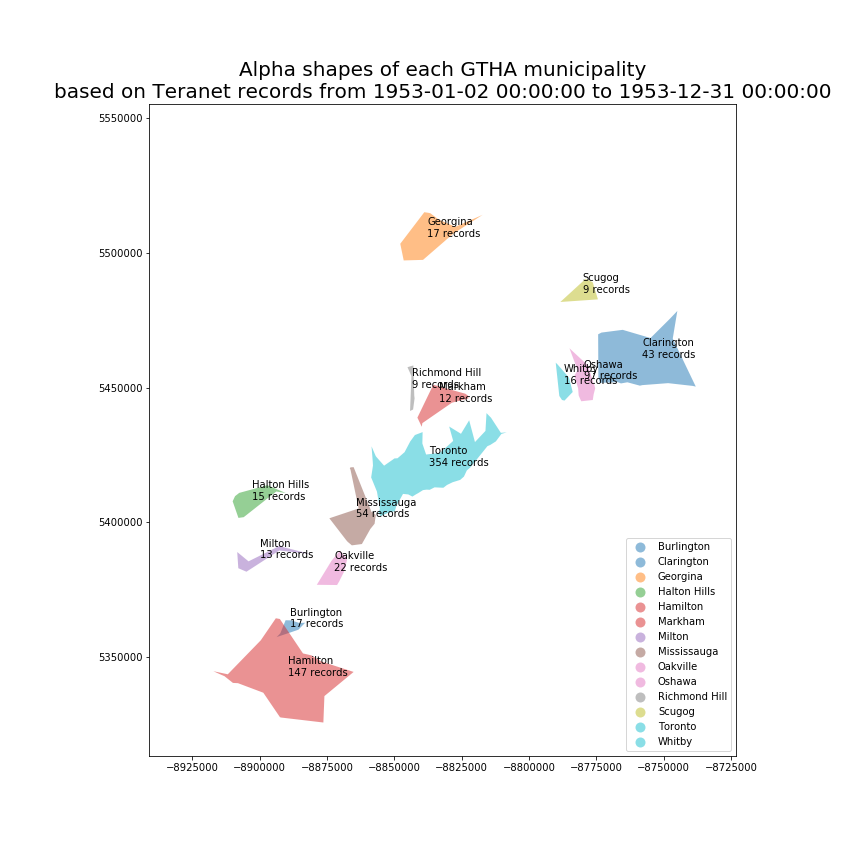 Alpha shapes of each GTHA municipality
based on Teranet records from 1953-01-02 00:00:00 to 1953-12-31 00:00:00
5550000
5500000
5450000
5400000
5350000
Georgina
17 records
Scugog
9 records
Clarington
43 records
Oshawa
97 records
Whitby
16 records
Richmond Hill
9 records
Markham
12 records
Toronto
354 records
Halton Hills
15 records
Mississauga
54 records
Milton
13 records
Oakville
22 records
Burlington
17 records
Hamilton
147 records
Burlington
Clarington
Georgina
Halton Hills
Hamilton
Markham
Milton
Mississauga
Oakville
Oshawa
Richmond Hill
Scugog
Toronto
Whitby
−8925000 −8900000 −8875000 −8850000 −8825000 −8800000 −8775000 −8750000 −8725000